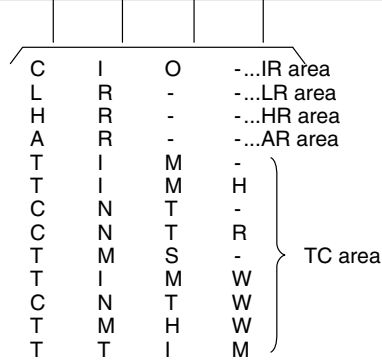 C I O -...IR area
L R - -...LR area
H R - -...HR area
A R - -...AR area
T I M -
T I M H
C N T -
C N T R
T M S - TC area
T I M W
C N T W
T M H W
T T I M